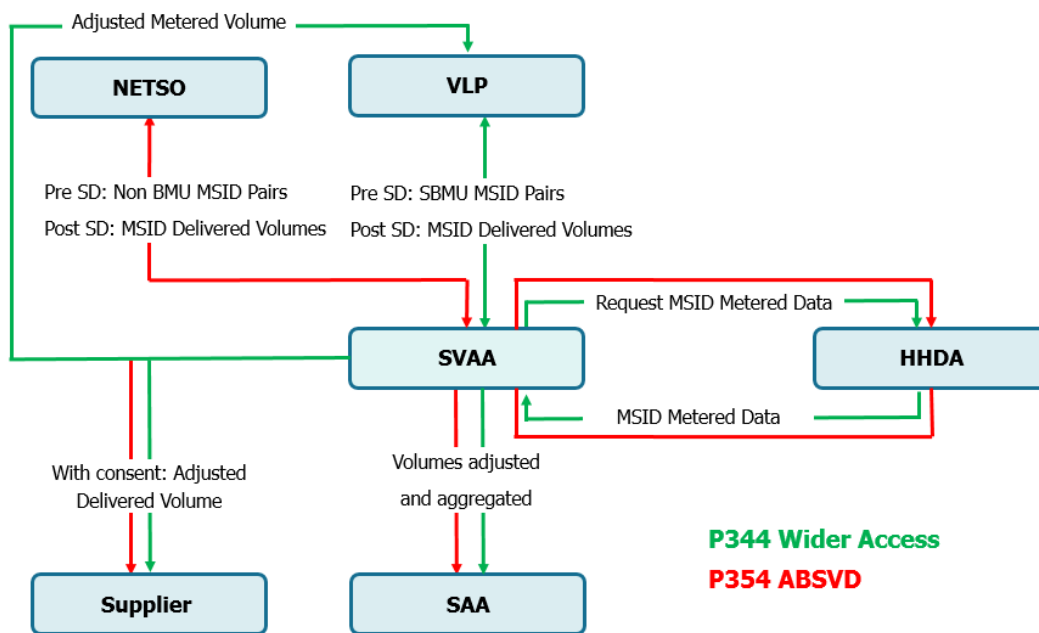 Adjusted Metered Volume
NETSO
VLP
Pre SD: Non BMU MSID Pairs
Post SD: MSID Delivered Volumes
Pre SD: SBMU MSID Pairs
Post SD: MSID Delivered Volumes
Request MSID Metered Data
SVAA
HHDA
MSID Metered Data
With consent: Adjusted
Delivered Volume
Volumes adjusted
and aggregated
P344 Wider Access
P354 ABSVD
Supplier
SAA